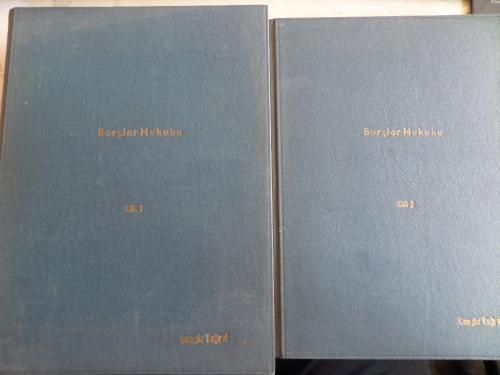 Borçlar Hukuku
Cilt 1
Borçlar Hukuku
Cilt 2